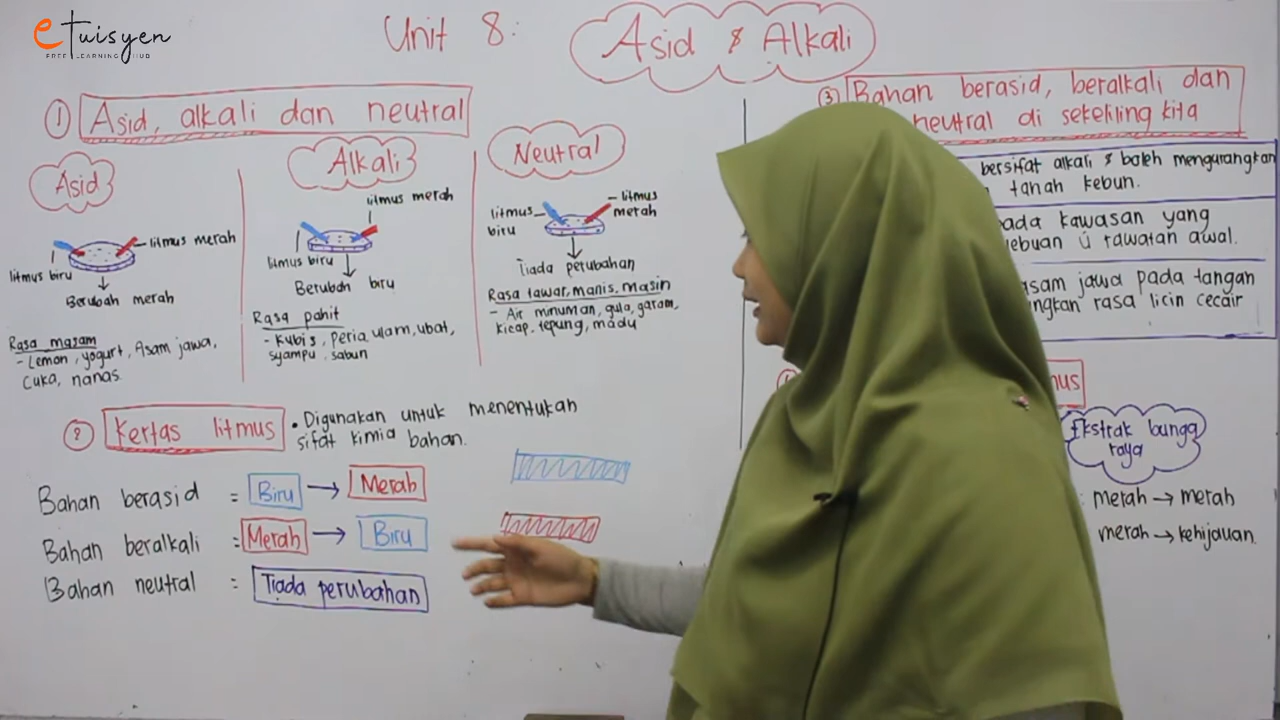 eTuisyen
FREE LEARNING HUB
Unit 8:
Asid & Alkali
① Asid, alkali dan neutral
Asid
litmus merah
litmus biru
Berubah merah
Rasa masam
- Lemon, yogurt, Asam jawa,
Cuka, nanas.
Alkali
litmus merah
litmus biru
Berubah biru
Rasa pahit
- Kubis, peria ulam, ubat,
syampu, sabun
Neutral
litmus biru
litmus merah
Tiada perubahan
Rasa tawar, manis, masin
- Air minuman, gula, garam,
kicap, tepung, madu
② Kertas litmus
• Digunakan untuk menentukan
sifat kimia bahan.
Bahan berasid = Biru → Merah
Bahan beralkali = Merah → Biru
Bahan neutral = Tiada perubahan
③ Bahan berasid, beralkali dan
neutral di sekeliling kita
bersifat alkali & boleh mengurangkan
tanah kebun.
kawasan yang
rawatan awal.
jawa pada tangan
rasa licin cecair
Ekstrak bunga
raya
: merah → merah
merah → kehijauan.